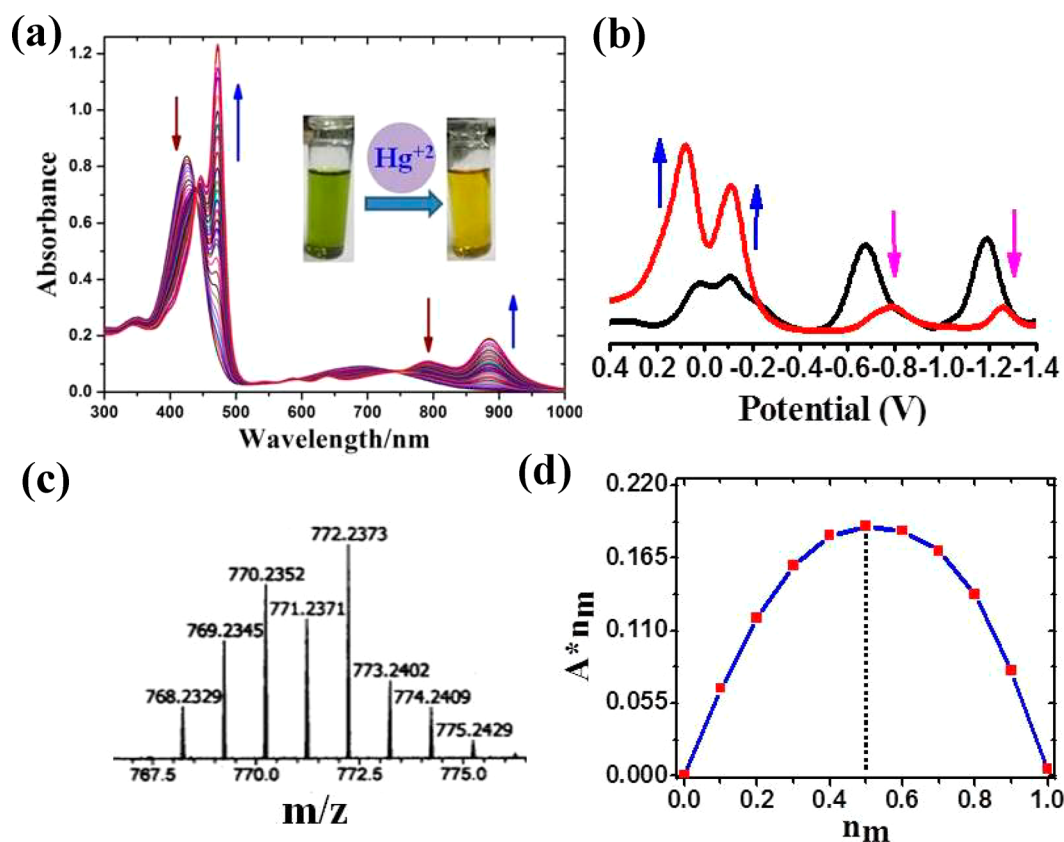 (a)
1.2
1.0
0.8
0.6
0.4
0.2
0.0
Absorbance
Hg+2
300 400 500 600 700 800 900 1000
Wavelength/nm
(b)
0.4 0.2 0.0 -0.2 -0.4 -0.6 -0.8 -1.0 -1.2 -1.4
Potential (V)
(c)
772.2373
770.2352
771.2371
769.2345
773.2402
768.2329
774.2409
775.2429
767.5 770.0 772.5 775.0
m/z
(d)
0.220
0.165
0.110
0.055
0.000
A*nm
0.0 0.2 0.4 0.6 0.8 1.0
nm